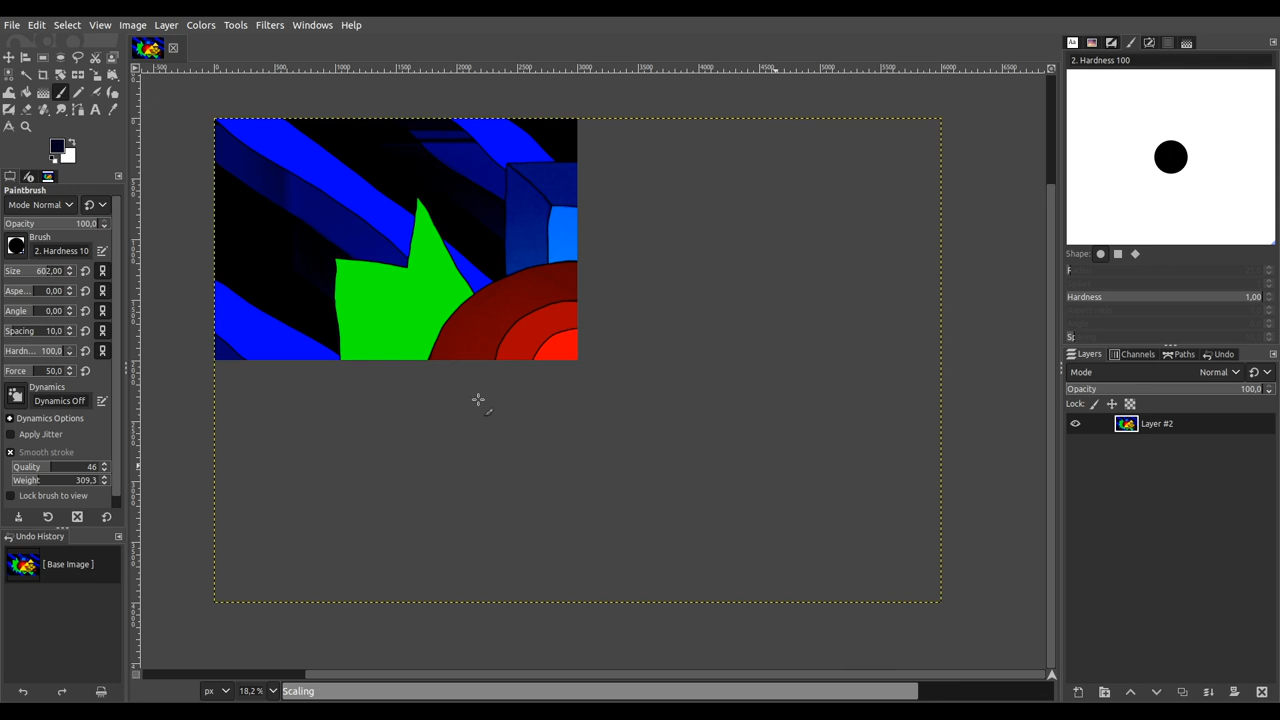 File Edit Select View Image Layer Colors Tools Filters Windows Help
2. Hardness 100
Paintbrush
Mode Normal
Opacity 100,0
Brush
2. Hardness 10
Size 602,00
Aspe... 0,00
Angle 0,00
Spacing 10,0
Hardn... 100,0
Force 50,0
Dynamics
Dynamics Off
Dynamics Options
Apply Jitter
Smooth stroke
Quality 46
Weight 309,3
Lock brush to view
Undo History
[ Base Image ]
Shape:
Hardness 1,00
Layers Channels Paths Undo
Mode Normal
Opacity 100,0
Lock:
Layer #2
px 18,2 % Scaling